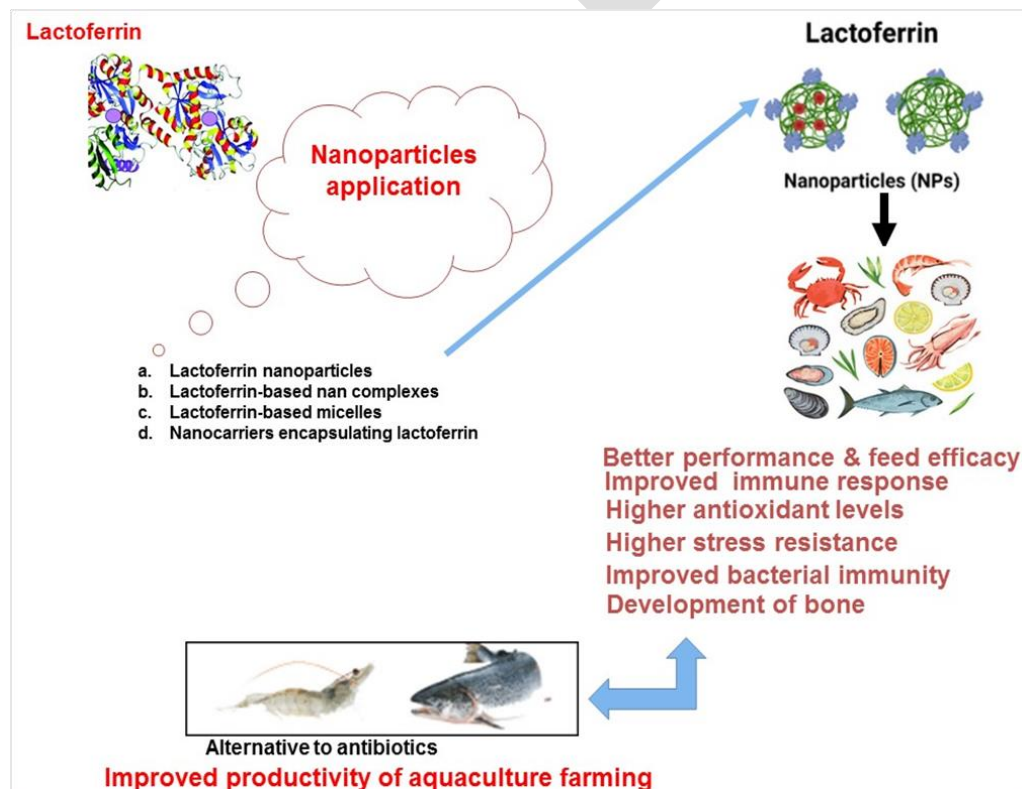 Lactoferrin
Nanoparticles
application
a. Lactoferrin nanoparticles
b. Lactoferrin-based nan complexes
c. Lactoferrin-based micelles
d. Nanocarriers encapsulating lactoferrin
Lactoferrin
Nanoparticles (NPs)
Better performance & feed efficacy
Improved immune response
Higher antioxidant levels
Higher stress resistance
Improved bacterial immunity
Development of bone
Alternative to antibiotics
Improved productivity of aquaculture farming